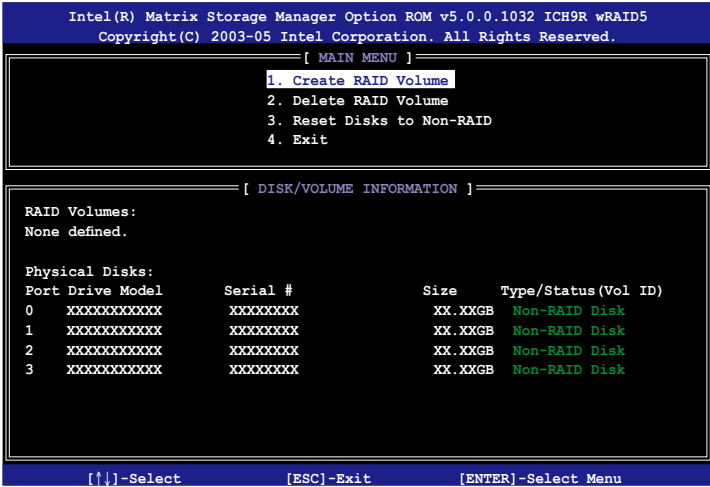 Intel(R) Matrix Storage Manager Option ROM v5.0.0.1032 ICH9R wRAID5
Copyright(C) 2003-05 Intel Corporation. All Rights Reserved.
[ MAIN MENU ]
1. Create RAID Volume
2. Delete RAID Volume
3. Reset Disks to Non-RAID
4. Exit
[ DISK/VOLUME INFORMATION ]
RAID Volumes:
None defined.
Physical Disks:
Port Drive Model Serial # Size Type/Status(Vol ID)
0 XXXXXXXXXXX XXXXXXXX XX.XXGB Non-RAID Disk
1 XXXXXXXXXXX XXXXXXXX XX.XXGB Non-RAID Disk
2 XXXXXXXXXXX XXXXXXXX XX.XXGB Non-RAID Disk
3 XXXXXXXXXXX XXXXXXXX XX.XXGB Non-RAID Disk
[↑↓]-Select [ESC]-Exit [ENTER]-Select Menu